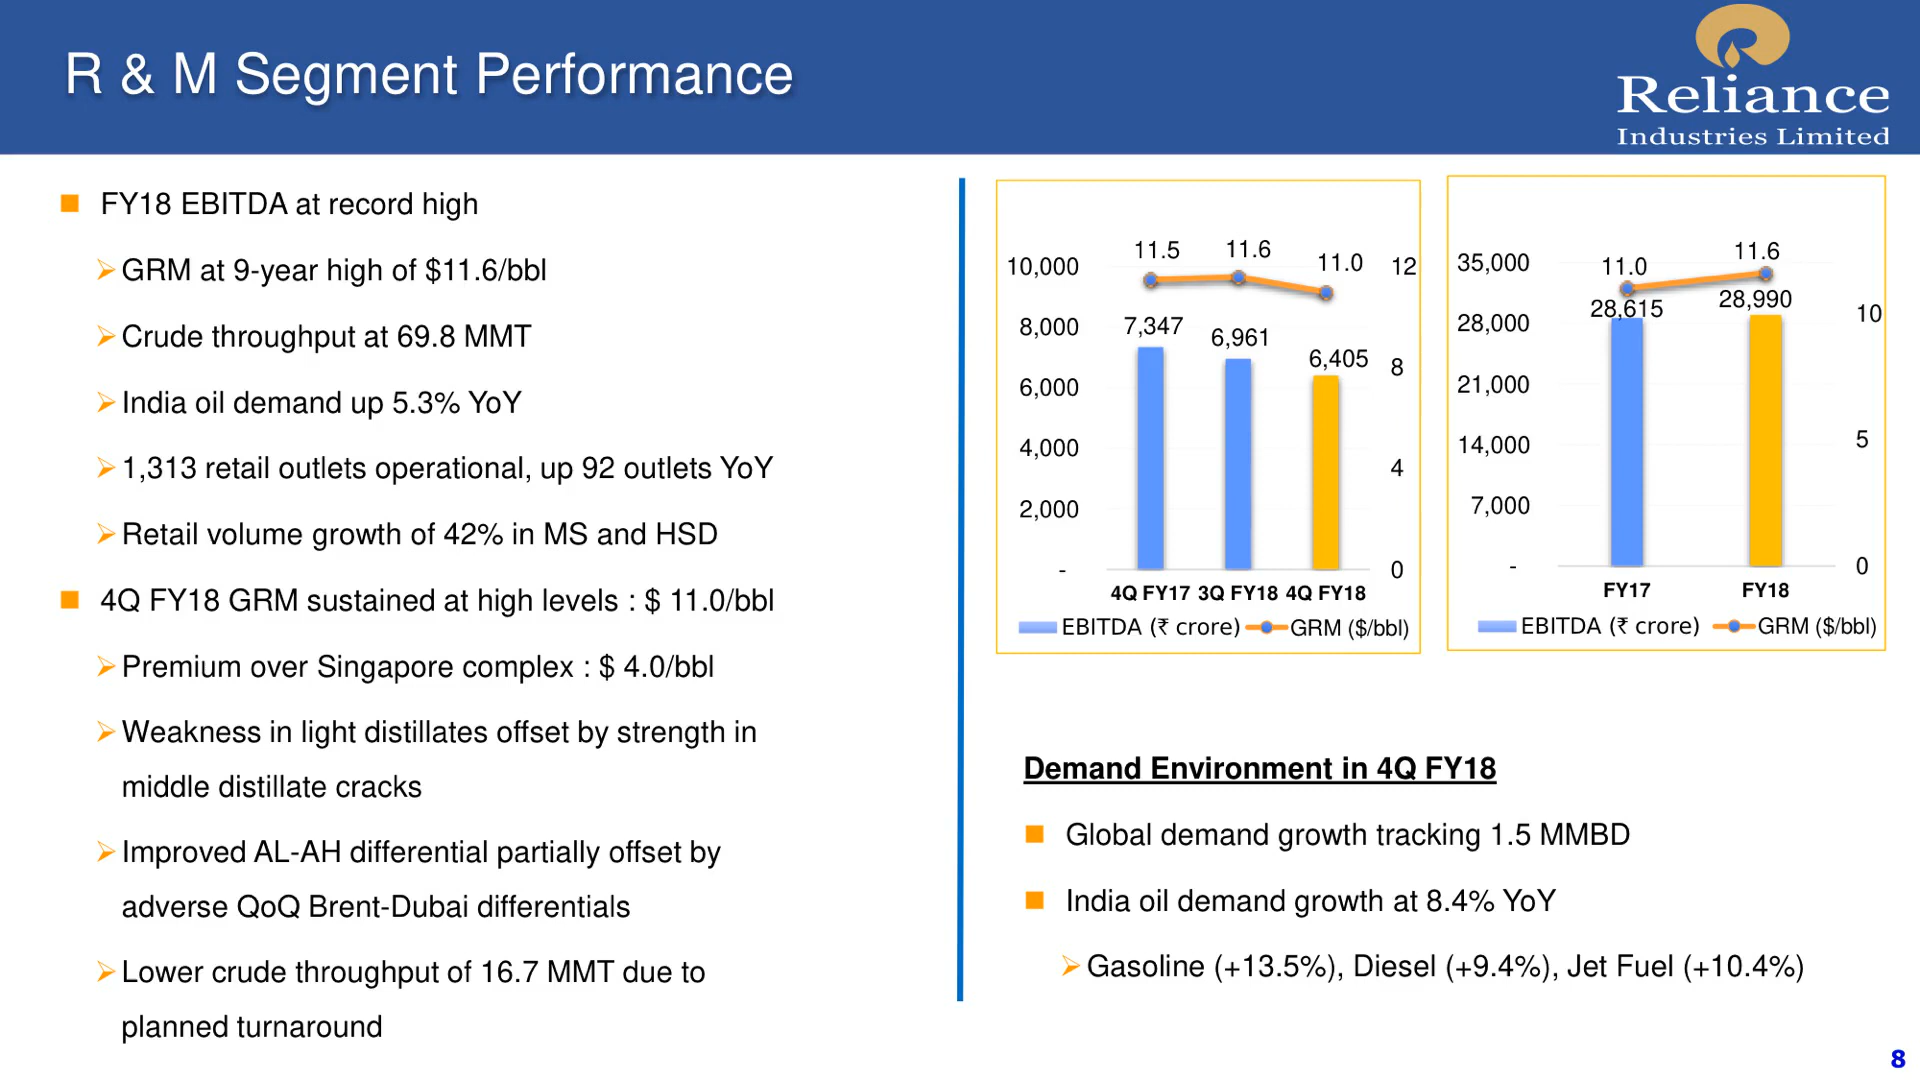 R & M Segment Performance
Reliance
Industries Limited
FY18 EBITDA at record high
GRM at 9-year high of $11.6/bbl
Crude throughput at 69.8 MMT
India oil demand up 5.3% YoY
1,313 retail outlets operational, up 92 outlets YoY
Retail volume growth of 42% in MS and HSD
4Q FY18 GRM sustained at high levels : $ 11.0/bbl
Premium over Singapore complex : $ 4.0/bbl
Weakness in light distillates offset by strength in
middle distillate cracks
Improved AL-AH differential partially offset by
adverse QoQ Brent-Dubai differentials
Lower crude throughput of 16.7 MMT due to
planned turnaround
11.5 11.6 11.0
10,000 12
8,000 7,347 6,961 6,405 8
6,000
4,000 4
2,000
- 0
4Q FY17 3Q FY18 4Q FY18
EBITDA (₹ crore) GRM ($/bbl)
11.0 11.6
35,000
28,615 28,990
28,000 10
21,000
14,000 5
7,000
- 0
FY17 FY18
EBITDA (₹ crore) GRM ($/bbl)
Demand Environment in 4Q FY18
Global demand growth tracking 1.5 MMBD
India oil demand growth at 8.4% YoY
Gasoline (+13.5%), Diesel (+9.4%), Jet Fuel (+10.4%)
8